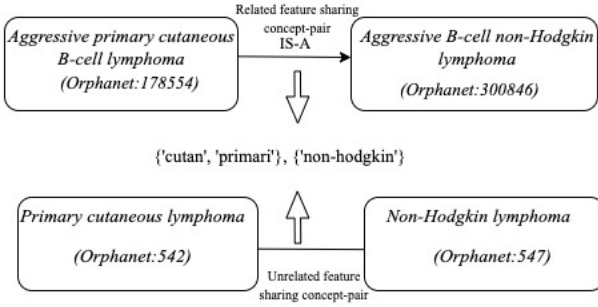 Related feature sharing
concept-pair
IS-A
Aggressive primary cutaneous
B-cell lymphoma
(Orphanet:178554)
Aggressive B-cell non-Hodgkin
lymphoma
(Orphanet:300846)
{'cutan', 'primari'}, {'non-hodgkin'}
Primary cutaneous lymphoma
(Orphanet:542)
Non-Hodgkin lymphoma
(Orphanet:547)
Unrelated feature
sharing concept-pair